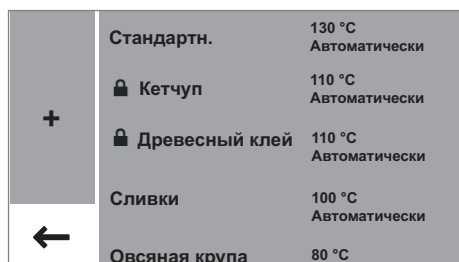 Стандартн.
130 °C
Автоматически
Кетчуп
110 °C
Автоматически
+
Древесный клей
110 °C
Автоматически
Сливки
100 °C
Автоматически
Овсяная крупа
80 °C